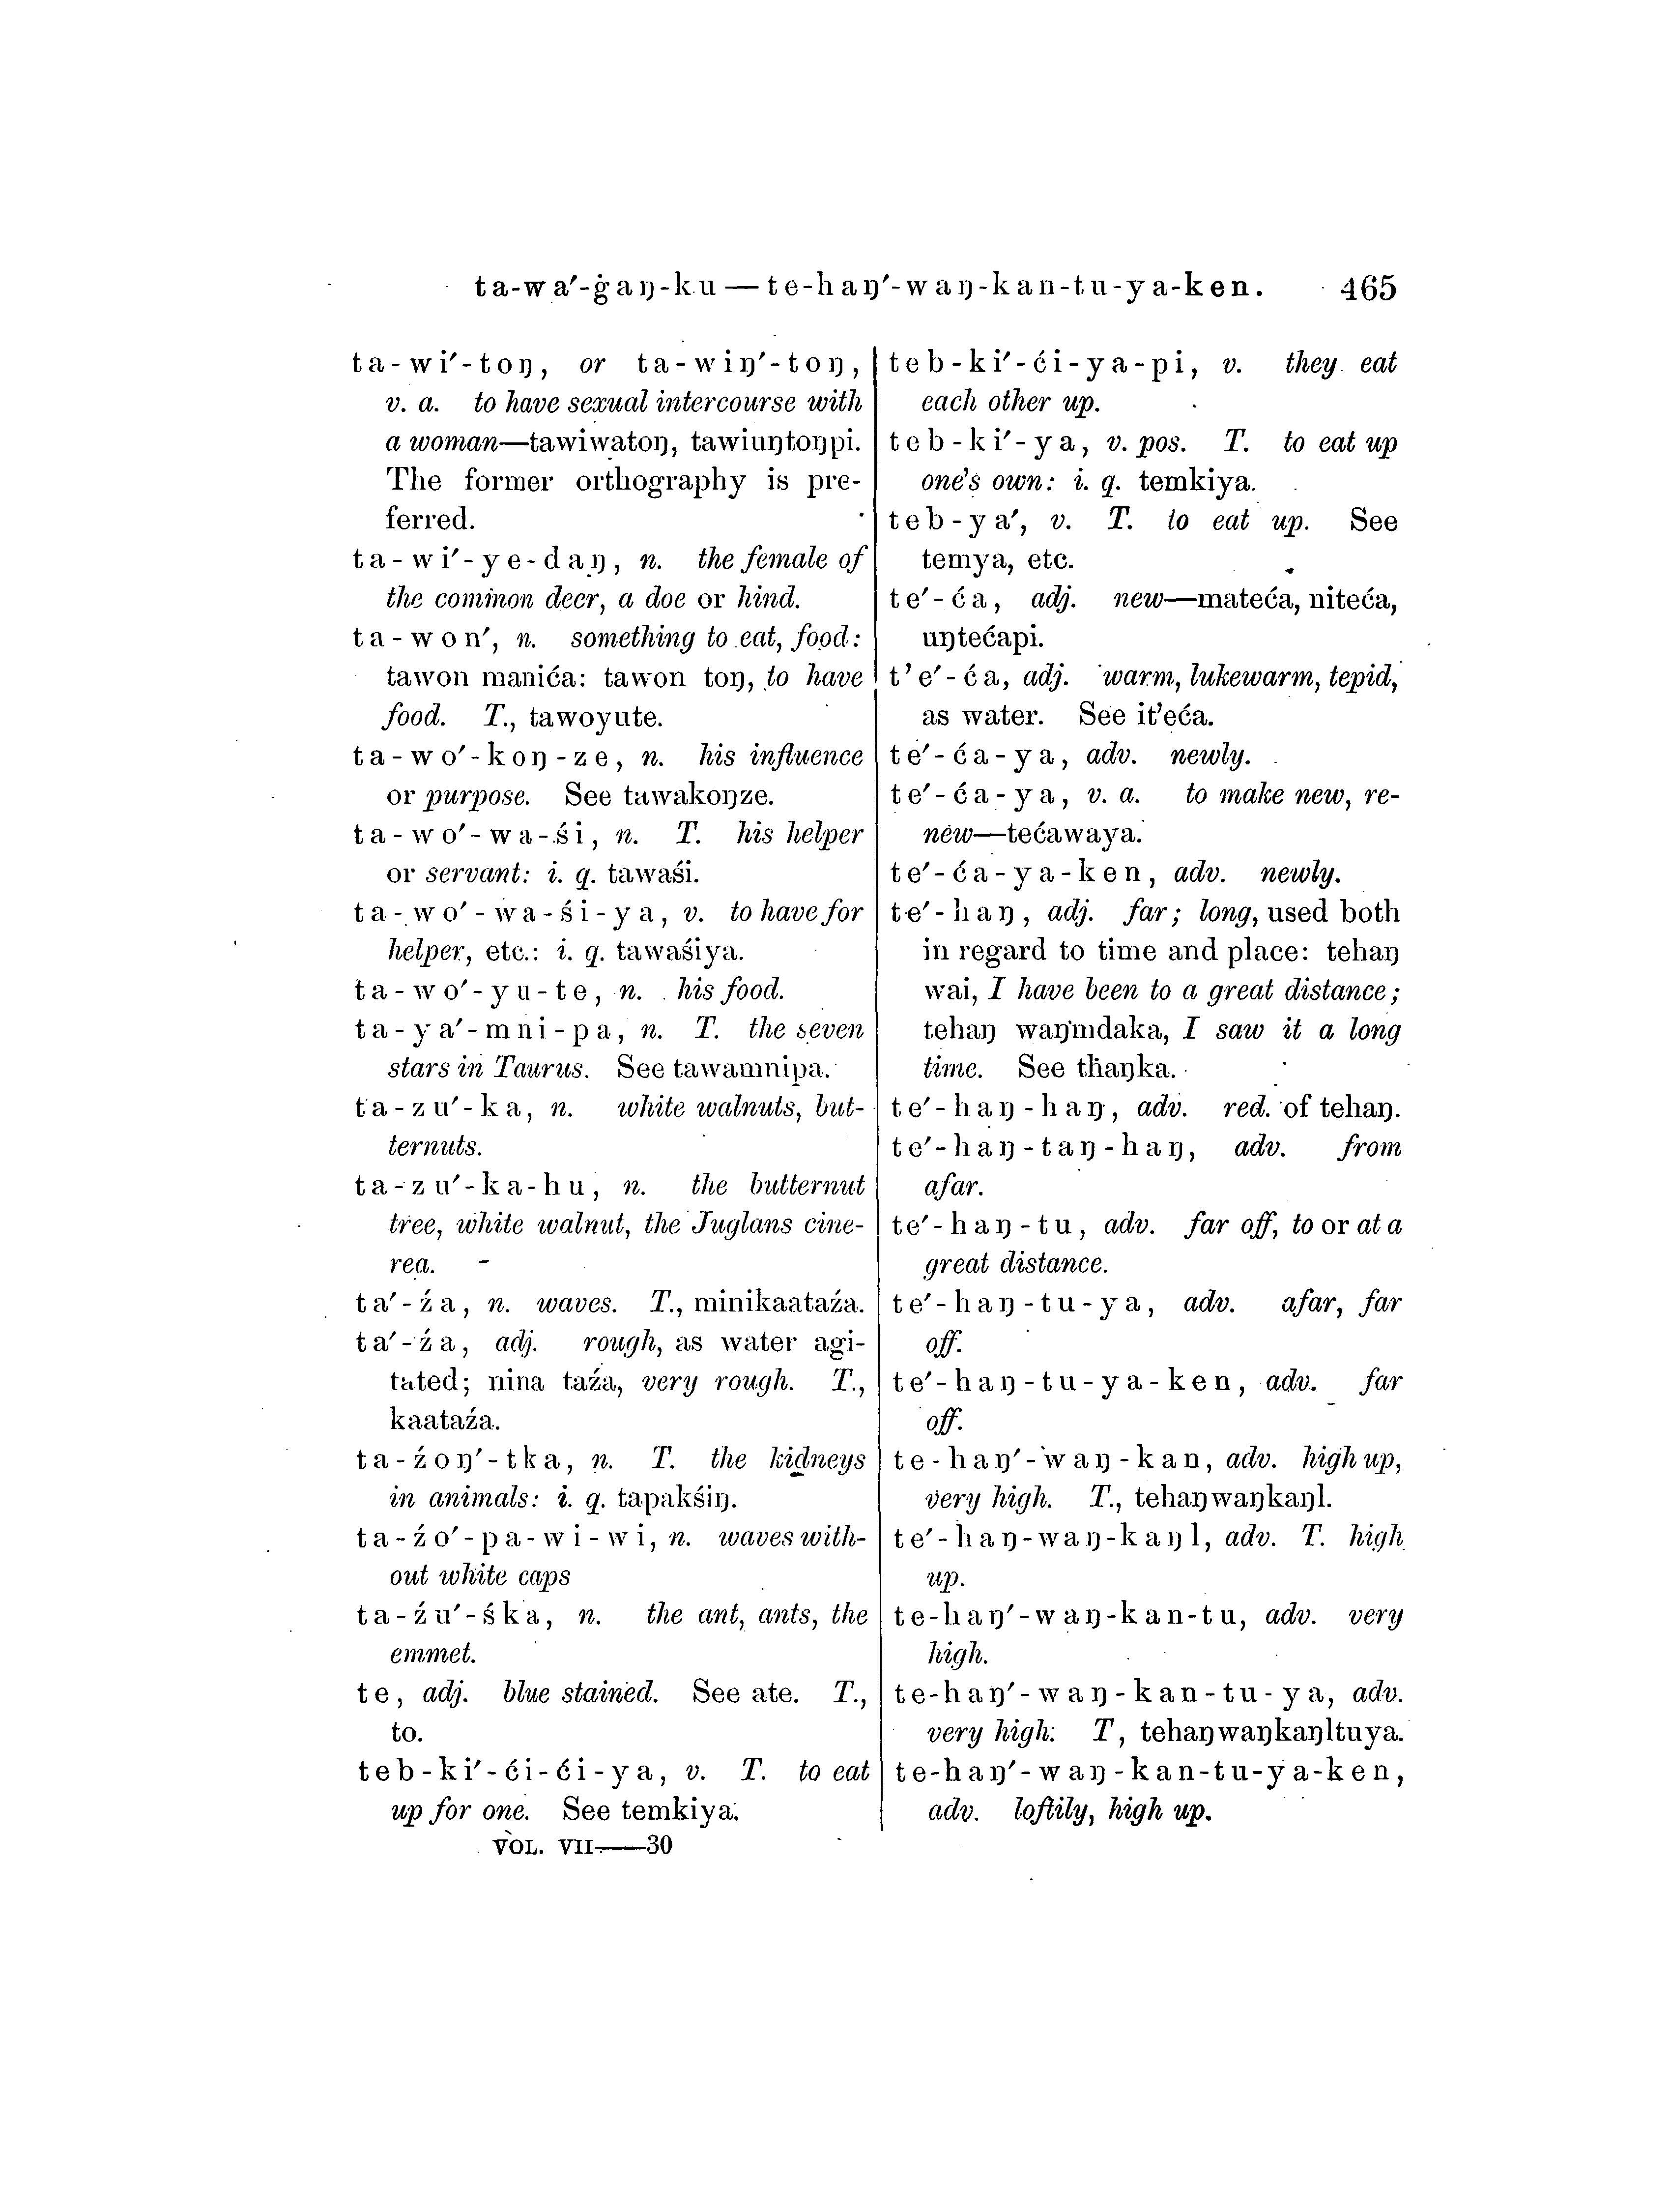 ta-wa′-ġaŋ-ku — te-haŋ′-waŋ-kan-tu-ya-ken. 465
ta-wi′-toŋ, or ta-wiŋ′-toŋ,
v. a. to have sexual intercourse with
a woman—tawiwatoŋ, tawiuŋtoŋpi.
The former orthography is pre-
ferred.
ta-wi′-ye-daŋ, n. the female of
the common deer, a doe or hind.
ta-won′, n. something to eat, food:
tawon manića: tawon toŋ, to have
food. T., tawoyute.
ta-wo′-koŋ-ze, n. his influence
or purpose. See tawakoŋze.
ta-wo′-wa-śi, n. T. his helper
or servant: i. q. tawaśi.
ta-wo′-wa-śi-ya, v. to have for
helper, etc.: i. q. tawaśiya.
ta-wo′-yu-te, n. his food.
ta-ya′-mni-pa, n. T. the seven
stars in Taurus. See tawamnipa.
ta-zu′-ka, n. white walnuts, but-
ternuts.
ta-zu′-ka-hu, n. the butternut
tree, white walnut, the Juglans cine-
rea.
ta′-źa, n. waves. T., minikaataźa.
ta′-źa, adj. rough, as water agi-
tated; nina taźa, very rough. T.,
kaataźa.
ta-źoŋ′-tka, n. T. the kidneys
in animals: i. q. tapakśiŋ.
ta-źo′-pa-wi-wi, n. waves with-
out white caps
ta-źu′-śka, n. the ant, ants, the
emmet.
te, adj. blue stained. See ate. T.,
to.
teb-ki′-ći-ći-ya, v. T. to eat
up for one. See temkiya.
VOL. VII——30
teb-ki′-ći-ya-pi, v. they eat
each other up.
teb-ki′-ya, v. pos. T. to eat up
one's own: i. q. temkiya.
teb-ya′, v. T. to eat up. See
temya, etc.
te′-ća, adj. new—mateća, niteća,
uŋtećapi.
t'e′-ća, adj. warm, lukewarm, tepid,
as water. See it'eća.
te′-ća-ya, adv. newly.
te′-ća-ya, v. a. to make new, re-
new—tećawaya.
te′-ća-ya-ken, adv. newly.
te′-haŋ, adj. far; long, used both
in regard to time and place: tehaŋ
wai, I have been to a great distance;
tehaŋ waŋmdaka, I saw it a long
time. See thaŋka.
te′-haŋ-haŋ, adv. red. of tehaŋ.
te′-haŋ-taŋ-haŋ, adv. from
afar.
te′-haŋ-tu, adv. far off, to or at a
great distance.
te′-haŋ-tu-ya, adv. afar, far
off.
te′-haŋ-tu-ya-ken, adv. far
off.
te-haŋ′-waŋ-kan, adv. high up,
very high. T., tehaŋwaŋkaŋl.
te′-haŋ-waŋ-kaŋl, adv. T. high
up.
te-haŋ′-waŋ-kan-tu, adv. very
high.
te-haŋ′-waŋ-kan-tu-ya, adv.
very high: T, tehaŋwaŋkaŋltuya.
te-haŋ′-waŋ-kan-tu-ya-ken,
adv. loftily, high up.